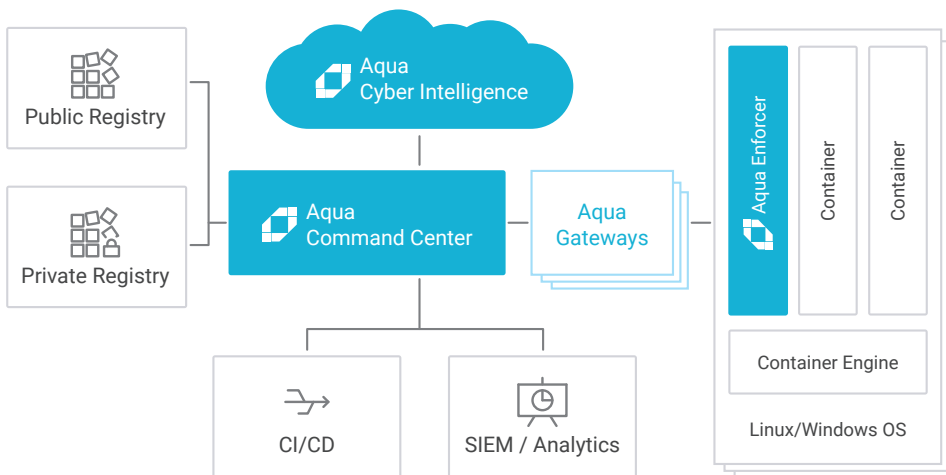 Public Registry
Private Registry
Aqua
Cyber Intelligence
Aqua
Command Center
Aqua
Gateways
CI/CD
SIEM / Analytics
Aqua Enforcer
Container
Container
Container Engine
Linux/Windows OS